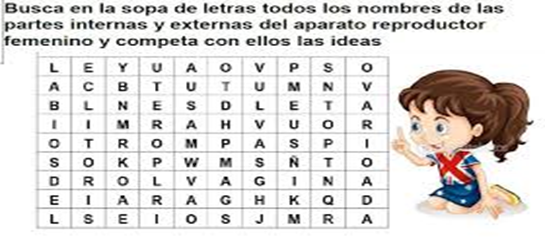 Busca en la sopa de letras todos los nombres de las
partes internas y externas del aparato reproductor
femenino y competa con ellos las ideas
L E Y U A O V P S O
A C B T U T U M N V
B L N E S D L E T A
I I M R A H V U O R
O T R O M P A S P I
S O K P W M S Ñ T O
D R O L V A G I N A
E I A R A G H K Q D
L S E I O S J M R A